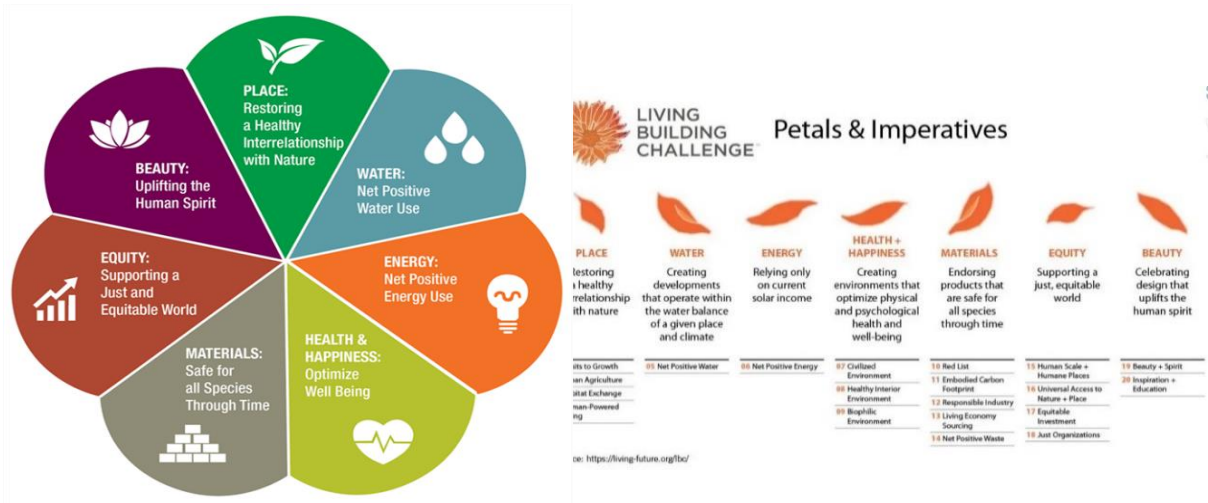 PLACE:
Restoring
a Healthy
Interrelationship
with Nature
WATER:
Net Positive
Water Use
ENERGY:
Net Positive
Energy Use
HEALTH &
HAPPINESS:
Optimize
Well Being
MATERIALS:
Safe for
all Species
Through Time
EQUITY:
Supporting a
Just and
Equitable World
BEAUTY:
Uplifting the
Human Spirit
LIVING
BUILDING
CHALLENGE
Petals & Imperatives
PLACE
healthy
with nature
WATER
Creating
developments
that operate within
the water balance
of a given place
and climate
ENERGY
Relying only
on current
solar income
HEALTH +
HAPPINESS
Creating
environments that
optimize physical
and psychological
health and
well-being
MATERIALS
Endorsing
products that
are safe for
all species
through time
EQUITY
Supporting a
just, equitable
world
BEAUTY
Celebrating
design that
uplifts the
human spirit
to Growth
Agriculture
Exchange
05 Net Positive Water
06 Net Positive Energy
07 Civilized
Environment
08 Healthy Interior
Environment
09 Biophilic
Environment
10 Red List
11 Embodied Carbon
Footprint
12 Responsible Industry
13 Living Economy
Sourcing
14 Net Positive Waste
15 Human Scale +
Humane Places
16 Universal Access to
Nature + Place
17 Equitable
Investment
18 Just Organizations
19 Beauty + Spirit
20 Inspiration +
Education
https://living-future.org/lbc/